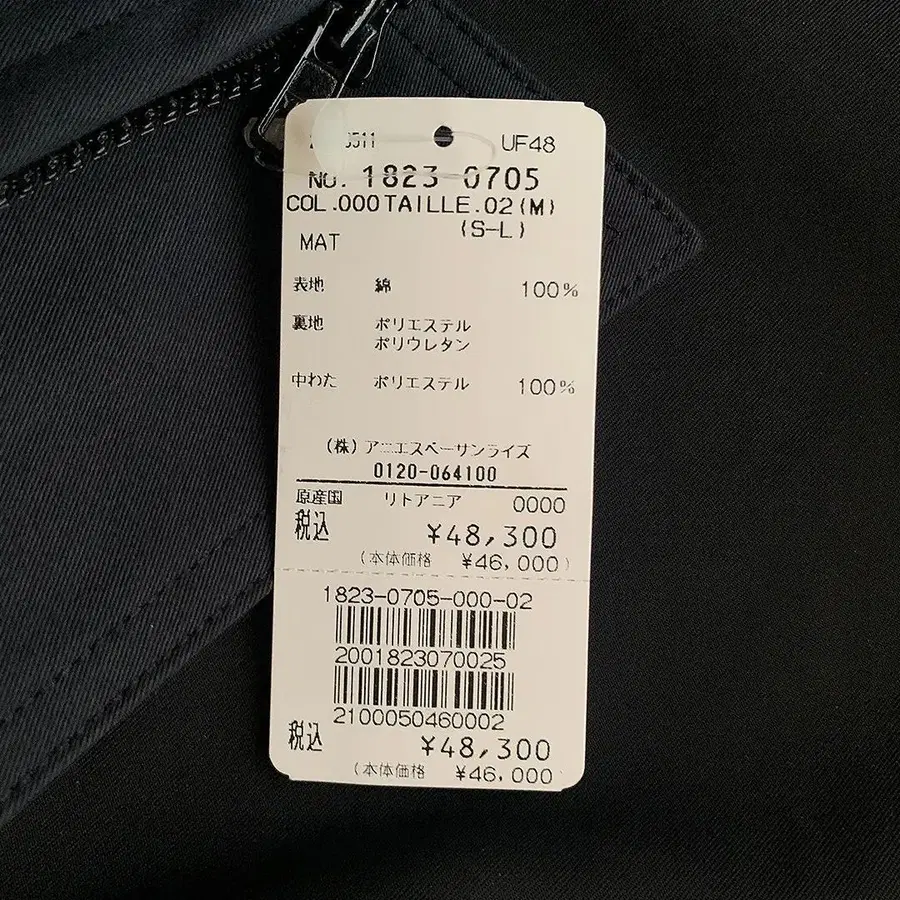 511 UF48
NO. 1823 0705
COL.000TAILLE.02(M)
(S-L)
MAT
表地 綿 100%
裏地 ポリエステル
ポリウレタン
中わた ポリエステル 100%
(株)アニエスベーサンライズ
0120-064100
原産国 リトアニア 0000
税込 ¥48,300
(本体価格 ¥46,000)
1823-0705-000-02
2001823070025
2100050460002
税込 ¥48,300
(本体価格 ¥46,000)